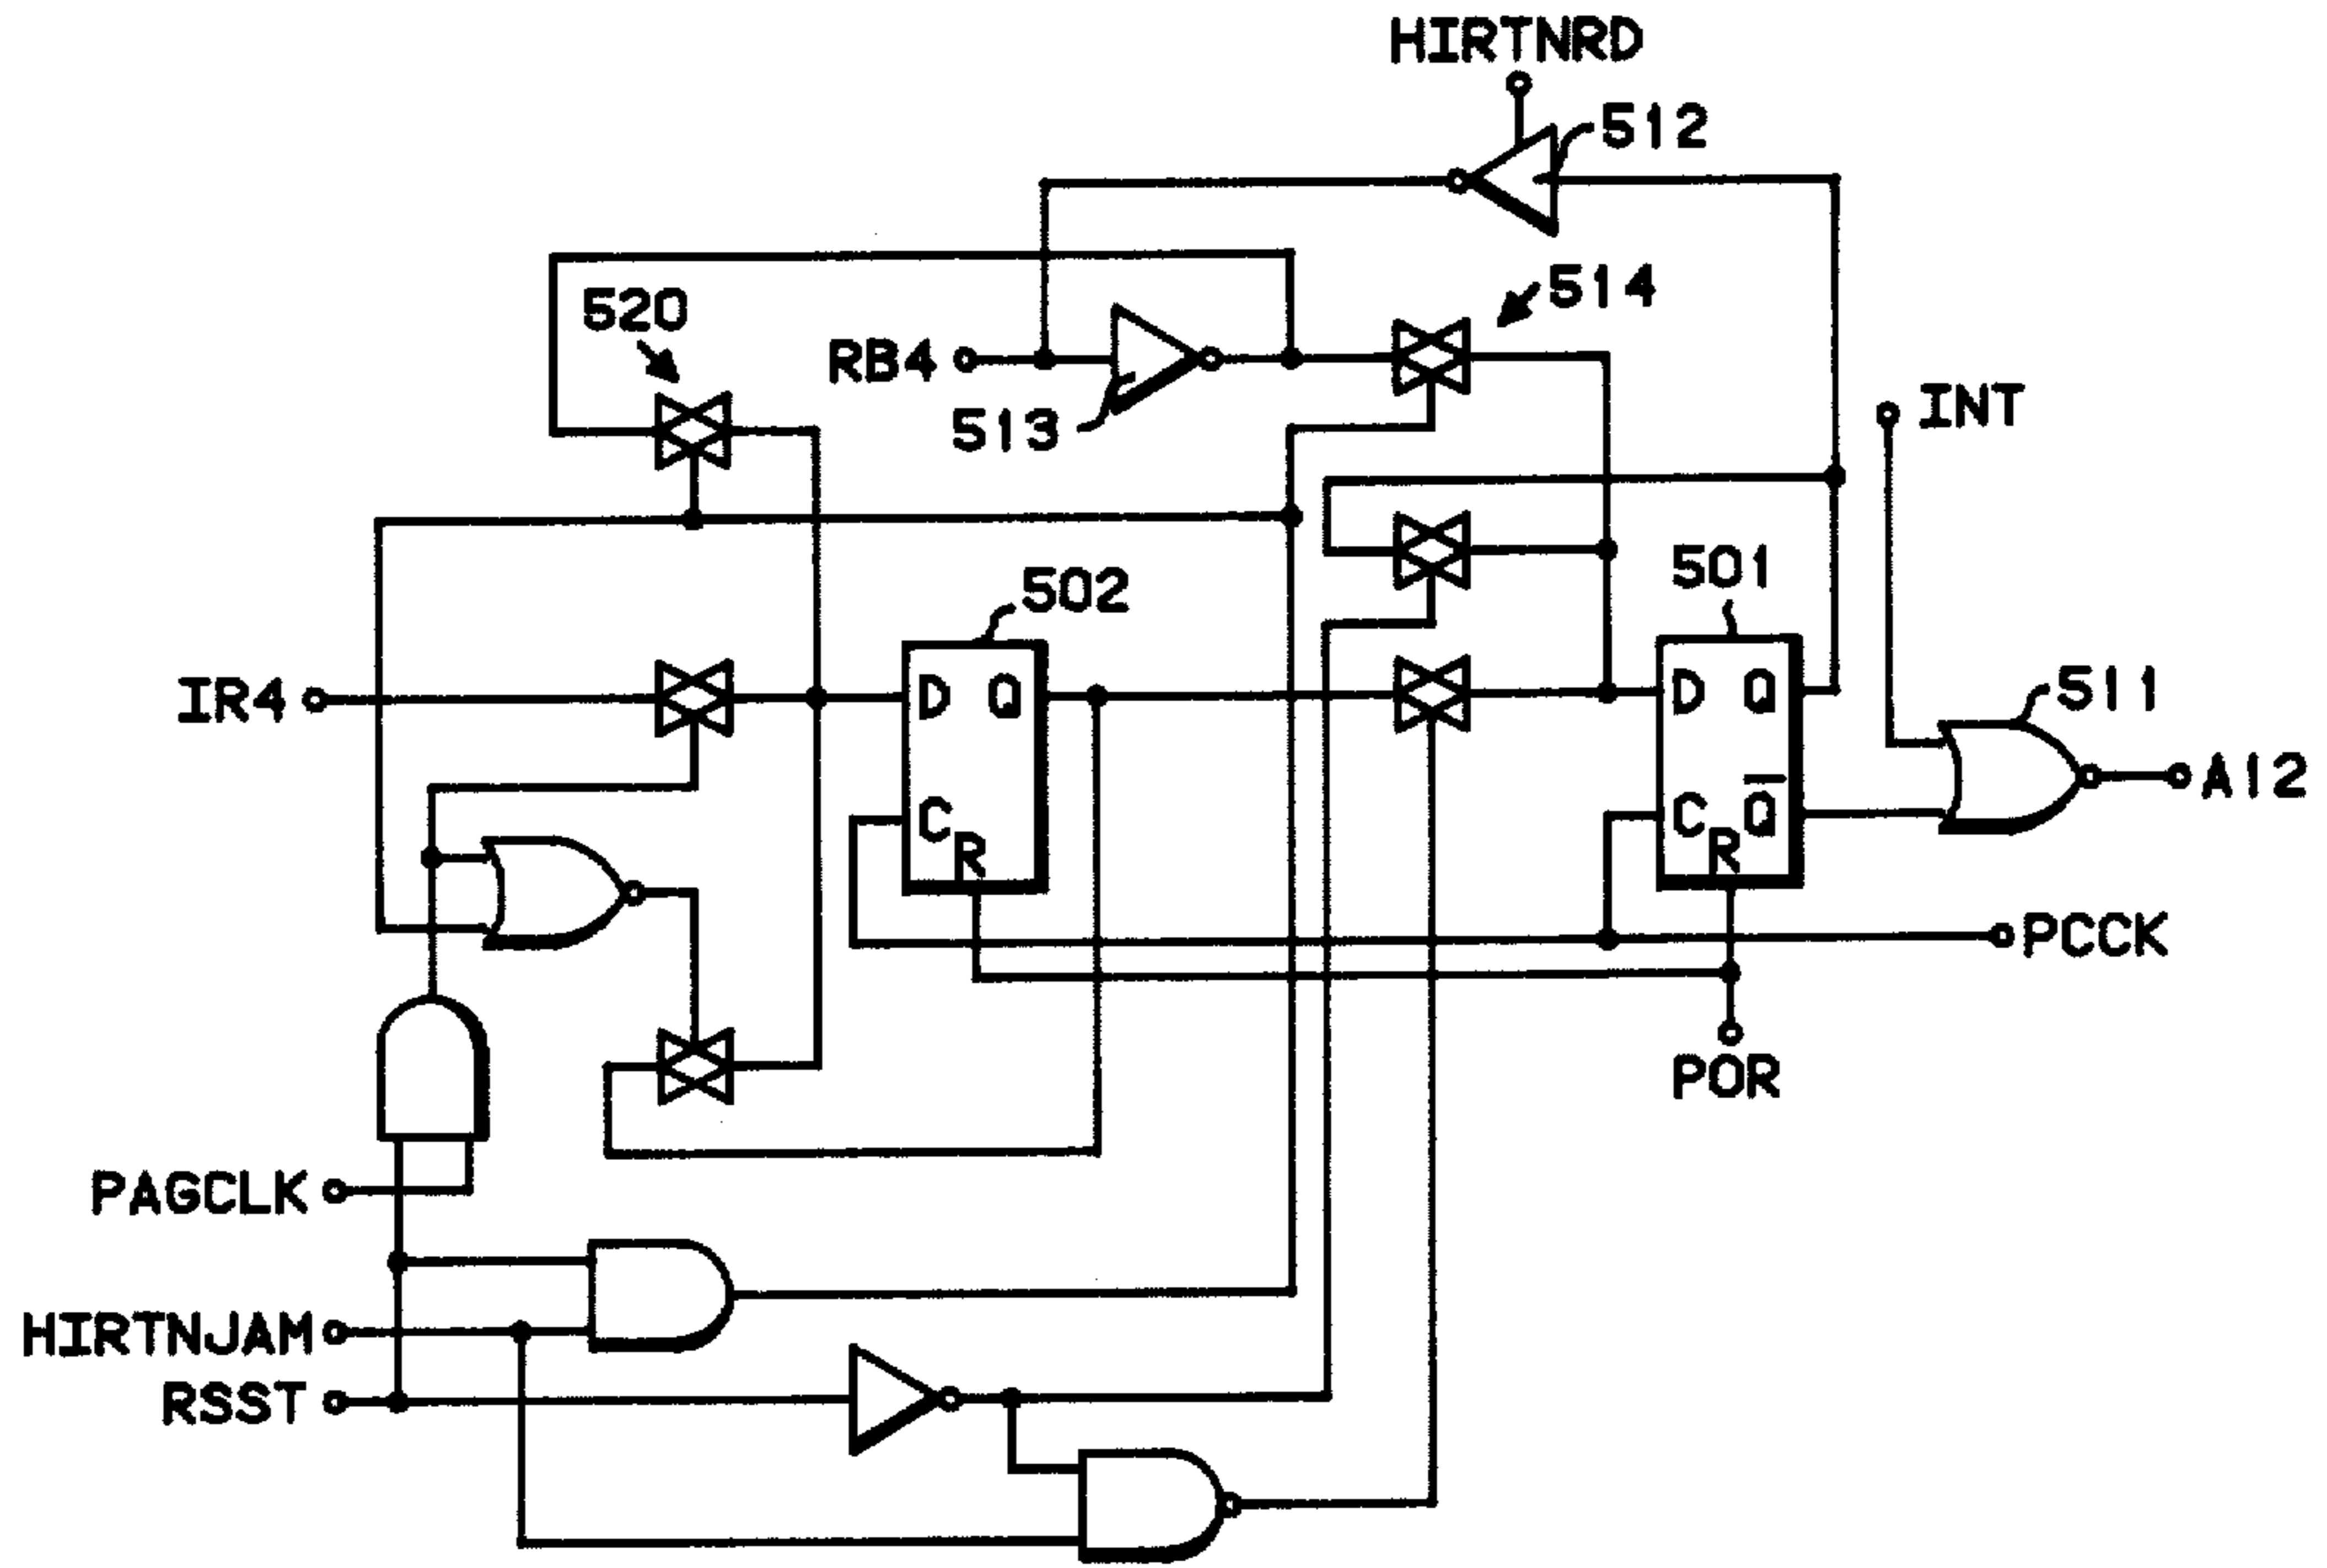 HIRTNRD
512
514
520
RB4
INT
513
501
502
IR4
D Q
D Q
511
A12
C
R
C
R
Q̅
PCCK
POR
PAGCLK
HIRTNJAM
RSST